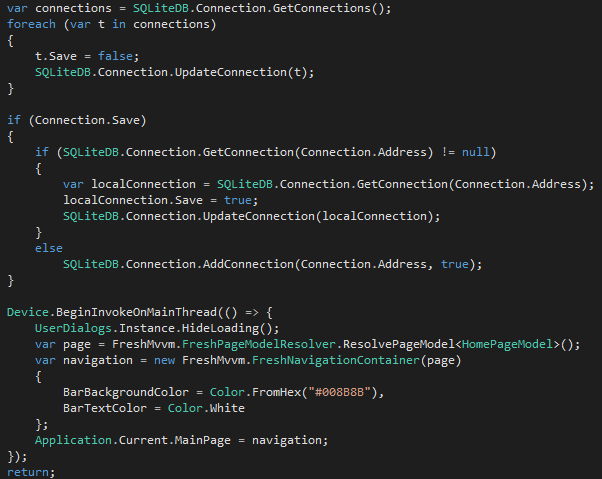 var connections = SQLiteDB.Connection.GetConnections();
foreach (var t in connections)
{
    t.Save = false;
    SQLiteDB.Connection.UpdateConnection(t);
}

if (Connection.Save)
{
    if (SQLiteDB.Connection.GetConnection(Connection.Address) != null)
    {
        var localConnection = SQLiteDB.Connection.GetConnection(Connection.Address);
        localConnection.Save = true;
        SQLiteDB.Connection.UpdateConnection(localConnection);
    }
    else
        SQLiteDB.Connection.AddConnection(Connection.Address, true);
}

Device.BeginInvokeOnMainThread(() => {
    UserDialogs.Instance.HideLoading();
    var page = FreshMvvm.FreshPageModelResolver.ResolvePageModel<HomePageModel>();
    var navigation = new FreshMvvm.FreshNavigationContainer(page)
    {
        BarBackgroundColor = Color.FromHex("#008B8B"),
        BarTextColor = Color.White
    };
    Application.Current.MainPage = navigation;
});
return;